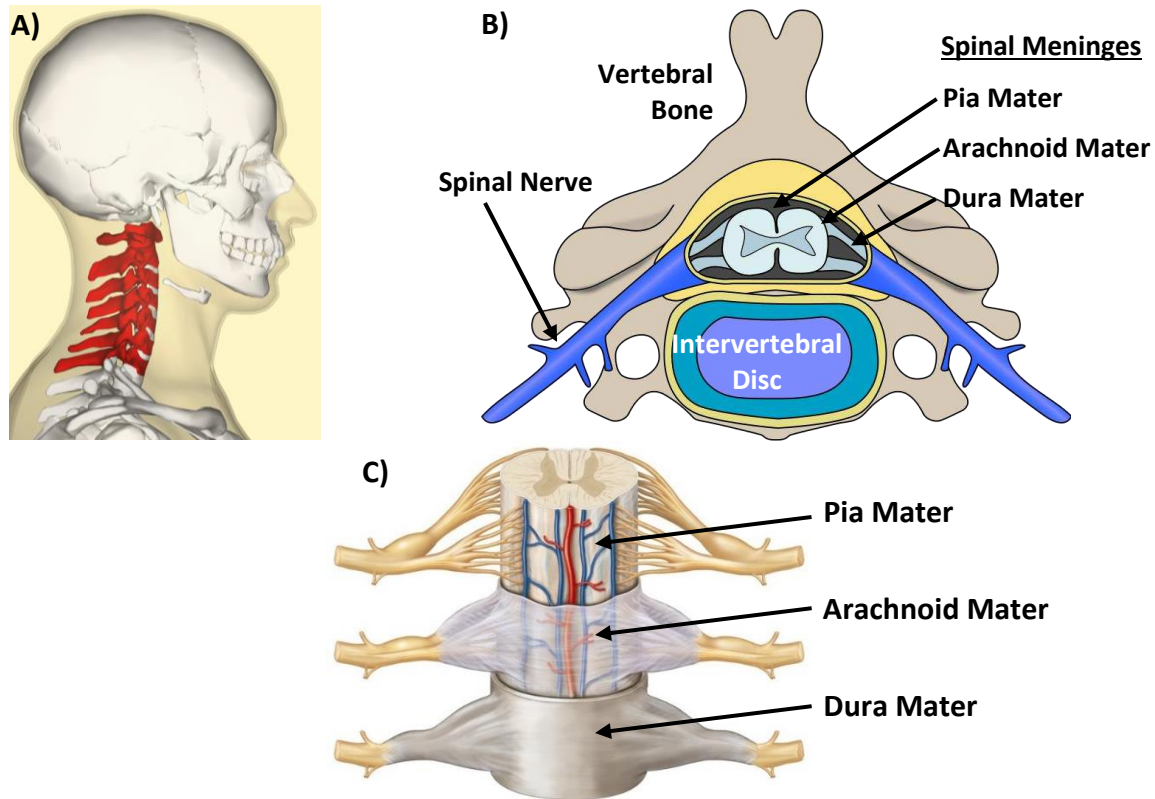 A)
B)
Spinal Meninges
Vertebral
Bone
Pia Mater
Arachnoid Mater
Spinal Nerve
Dura Mater
Intervertebral
Disc
C)
Pia Mater
Arachnoid Mater
Dura Mater